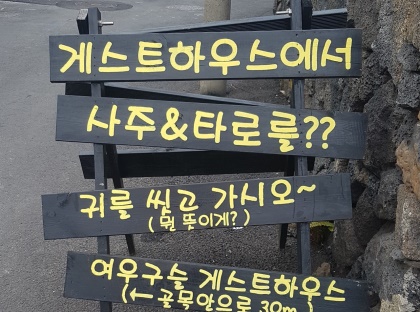 게스트하우스에서
사주&타로를??
귀를 씻고 가시오~
(뭔 뜻이게?)
여우구슬 게스트하우스
(← 골목안으로 30m)